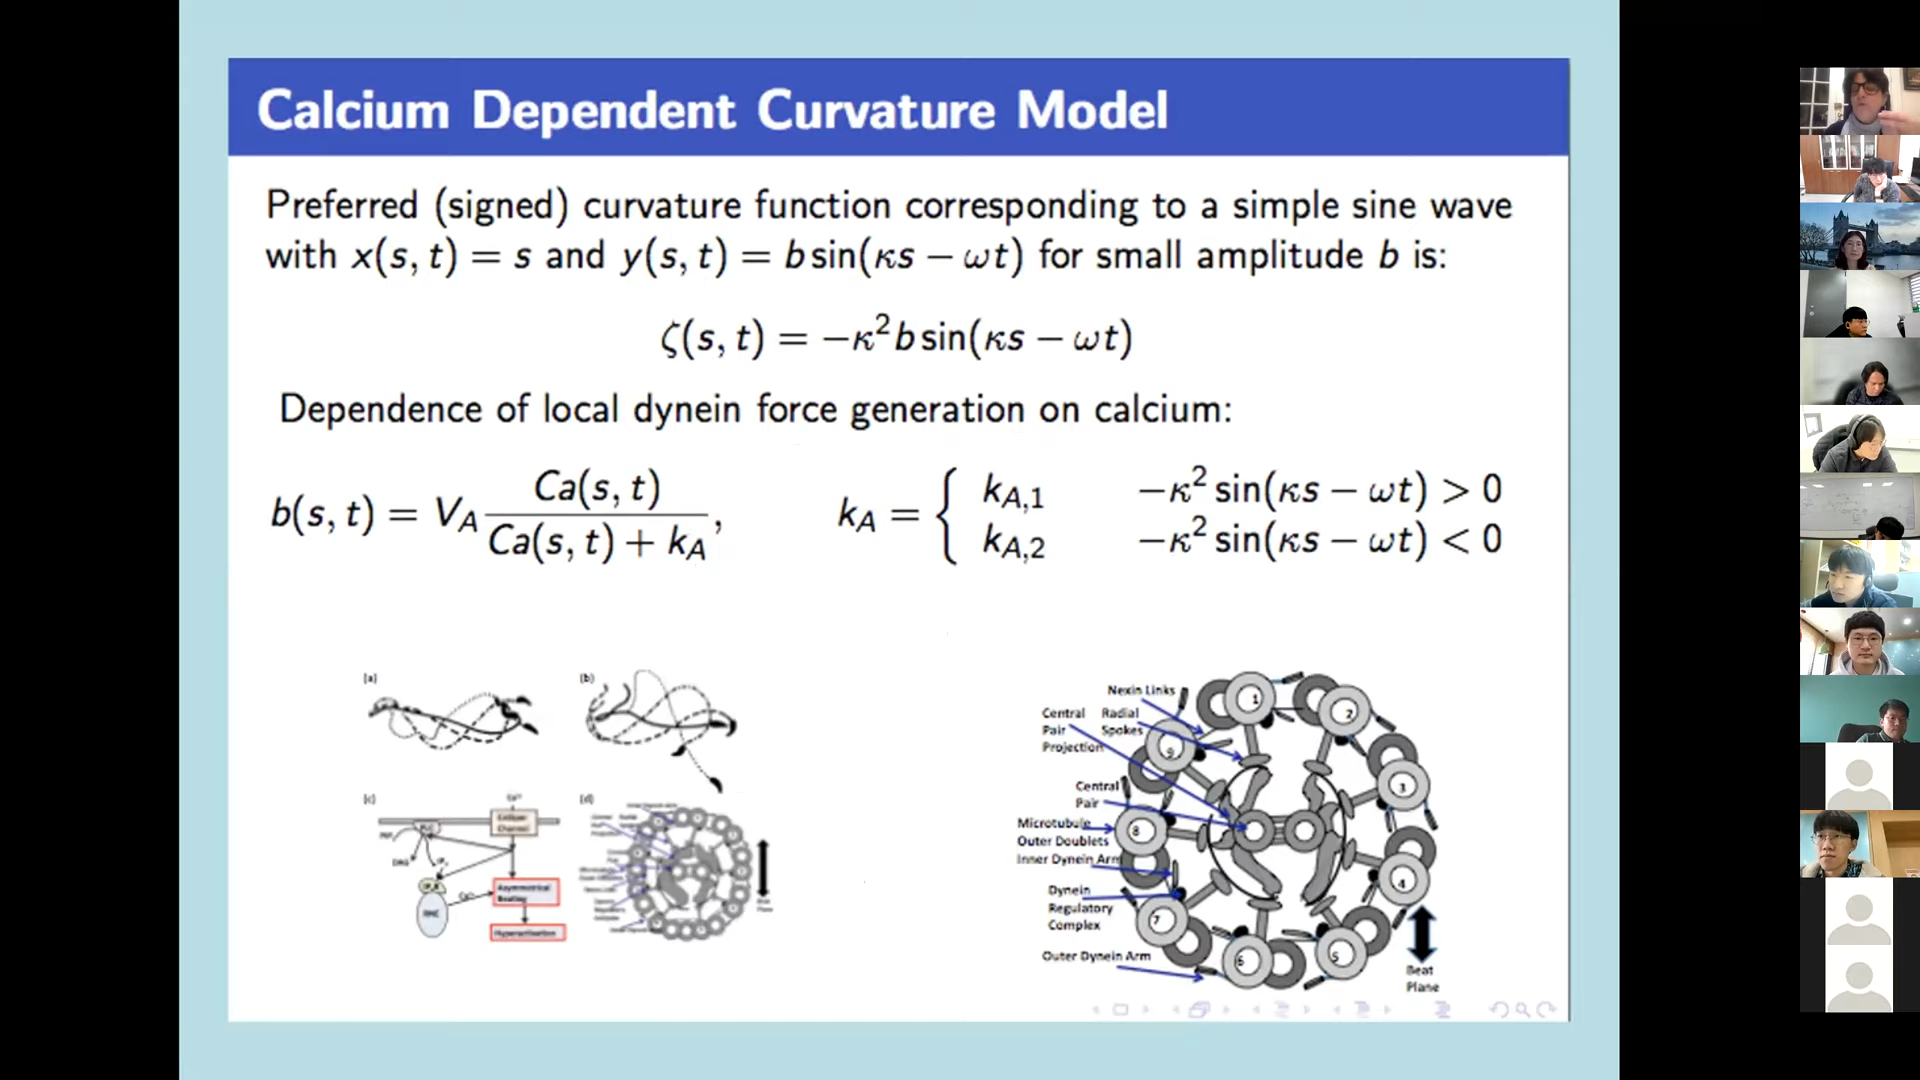 Calcium Dependent Curvature Model
Preferred (signed) curvature function corresponding to a simple sine wave
with x(s, t) = s and y(s, t) = b sin(κs − ωt) for small amplitude b is:
ζ(s, t) = −κ²b sin(κs − ωt)
Dependence of local dynein force generation on calcium:
b(s, t) = V_A Ca(s, t) / (Ca(s, t) + k_A), k_A = { k_{A,1} −κ² sin(κs − ωt) > 0
k_{A,2} −κ² sin(κs − ωt) < 0
(a)
(b)
(c)
Channel
Asymmetrical
Beating
Hyperactivation
(d)
Nexin Links
Central Pair Projection
Radial Spokes
Central Pair
Microtubule Outer Doublets
Inner Dynein Arm
Dynein Regulatory Complex
Outer Dynein Arm
1
2
3
4
5
6
7
8
9
Beat Plane